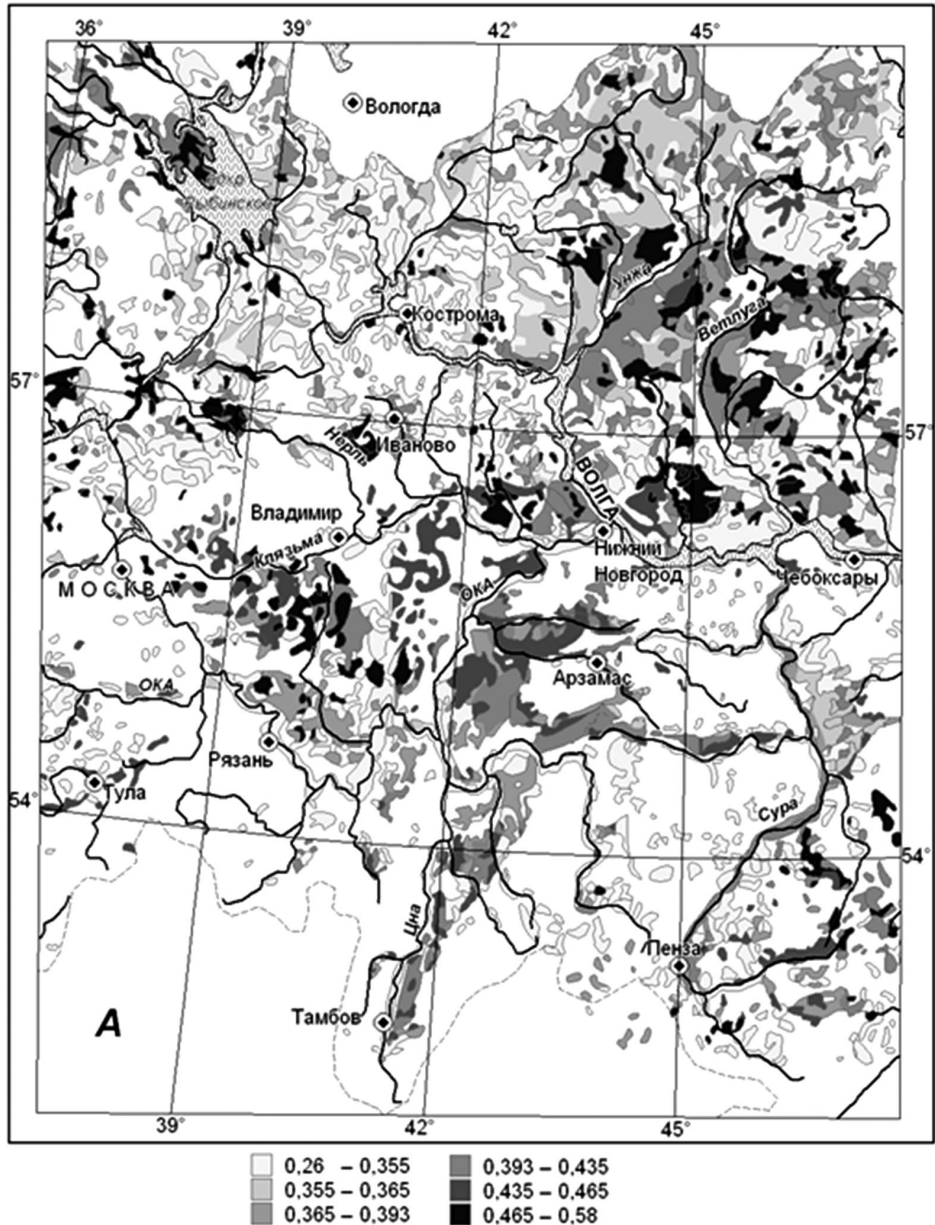 36° 39° 42° 45°
Вологда
Рыбинское
Унжа
Кострома
Ветлуга
57°
57°
Нерль
Иваново
ВОЛГА
Владимир
Клязьма
Нижний
Новгород
МОСКВА
ОКА
Чебоксары
Арзамас
ОКА
Рязань
54°
Тула
Сура
54°
Цна
Пенза
А
Тамбов
39° 42° 45°
0,26 – 0,355 0,393 – 0,435
0,355 – 0,365 0,435 – 0,465
0,365 – 0,393 0,465 – 0,58